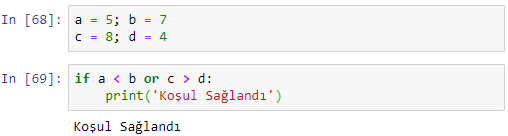 In [68]: a = 5; b = 7
c = 8; d = 4
In [69]: if a < b or c > d:
print('Koşul Sağlandı')
Koşul Sağlandı